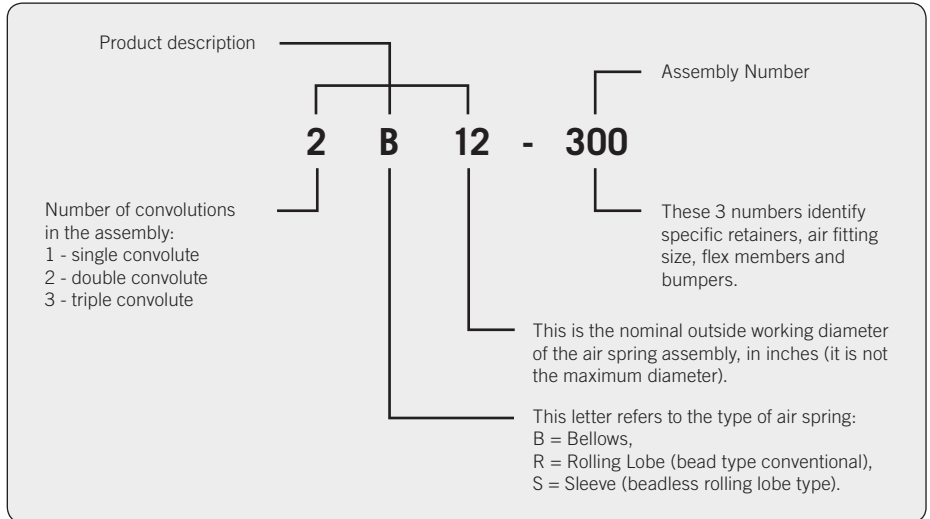 Product description
Assembly Number
2 B 12 - 300
Number of convolutions
in the assembly:
1 - single convolute
2 - double convolute
3 - triple convolute
These 3 numbers identify
specific retainers, air fitting
size, flex members and
bumpers.
This is the nominal outside working diameter
of the air spring assembly, in inches (it is not
the maximum diameter).
This letter refers to the type of air spring:
B = Bellows,
R = Rolling Lobe (bead type conventional),
S = Sleeve (beadless rolling lobe type).